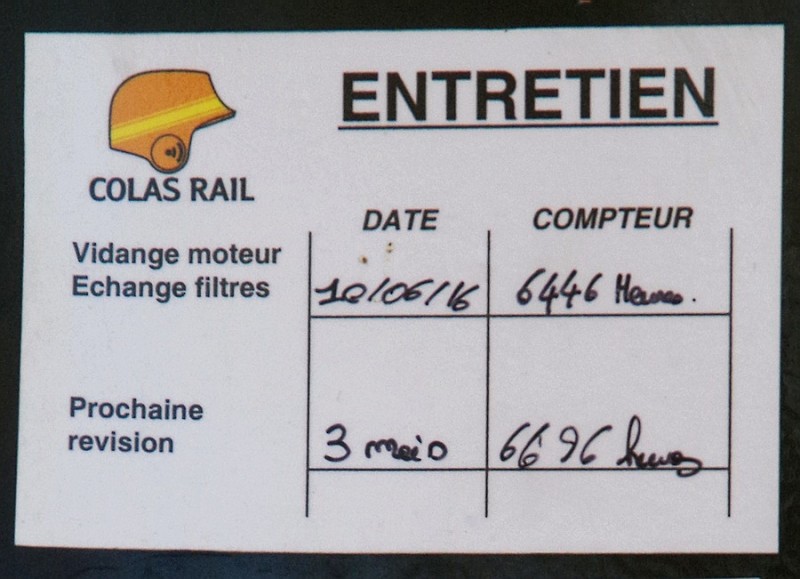 ENTRETIEN
COLAS RAIL
DATE COMPTEUR
Vidange moteur
Echange filtres 10/06/16 6446 Heures.
Prochaine
revision 3 mois 6696 heures